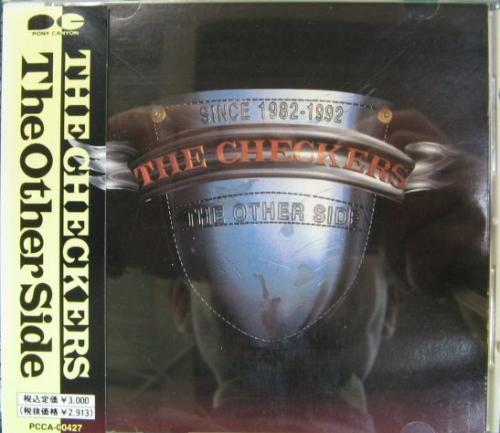 PONY CANYON
THE CHECKERS
The Other Side
税込定価 ¥3,000
(税抜価格 ¥2,913)
PCCA-00427
SINCE 1982-1992
THE CHECKERS
THE OTHER SIDE